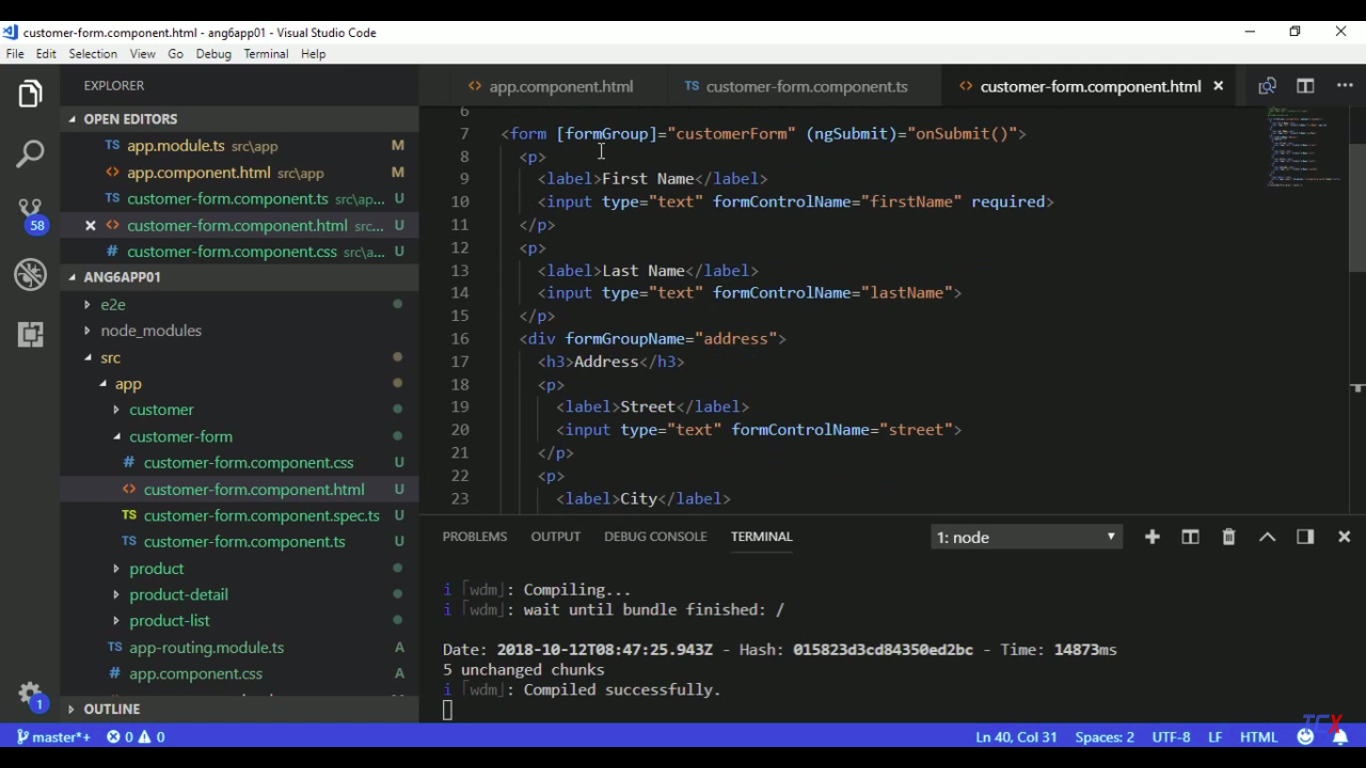 customer-form.component.html - ang6app01 - Visual Studio Code
File Edit Selection View Go Debug Terminal Help
EXPLORER
OPEN EDITORS
TS app.module.ts src\app M
<> app.component.html src\app M
TS customer-form.component.ts src\ap... U
<> customer-form.component.html src... U
# customer-form.component.css src\a... U
ANG6APP01
e2e
node_modules
src
app
customer
customer-form
# customer-form.component.css U
<> customer-form.component.html U
TS customer-form.component.spec.ts U
TS customer-form.component.ts U
product
product-detail
product-list
TS app-routing.module.ts A
# app.component.css A
OUTLINE
58
1
<> app.component.html TS customer-form.component.ts <> customer-form.component.html
6
7 <form [formGroup]="customerForm" (ngSubmit)="onSubmit()">
8 <p>
9 <label>First Name</label>
10 <input type="text" formControlName="firstName" required>
11 </p>
12 <p>
13 <label>Last Name</label>
14 <input type="text" formControlName="lastName">
15 </p>
16 <div formGroupName="address">
17 <h3>Address</h3>
18 <p>
19 <label>Street</label>
20 <input type="text" formControlName="street">
21 </p>
22 <p>
23 <label>City</label>
PROBLEMS OUTPUT DEBUG CONSOLE TERMINAL 1: node
i ｢wdm｣: Compiling...
i ｢wdm｣: wait until bundle finished: /
Date: 2018-10-12T08:47:25.943Z - Hash: 015823d3cd84350ed2bc - Time: 14873ms
5 unchanged chunks
i ｢wdm｣: Compiled successfully.
TCX
master*+ 0 0 Ln 40, Col 31 Spaces: 2 UTF-8 LF HTML